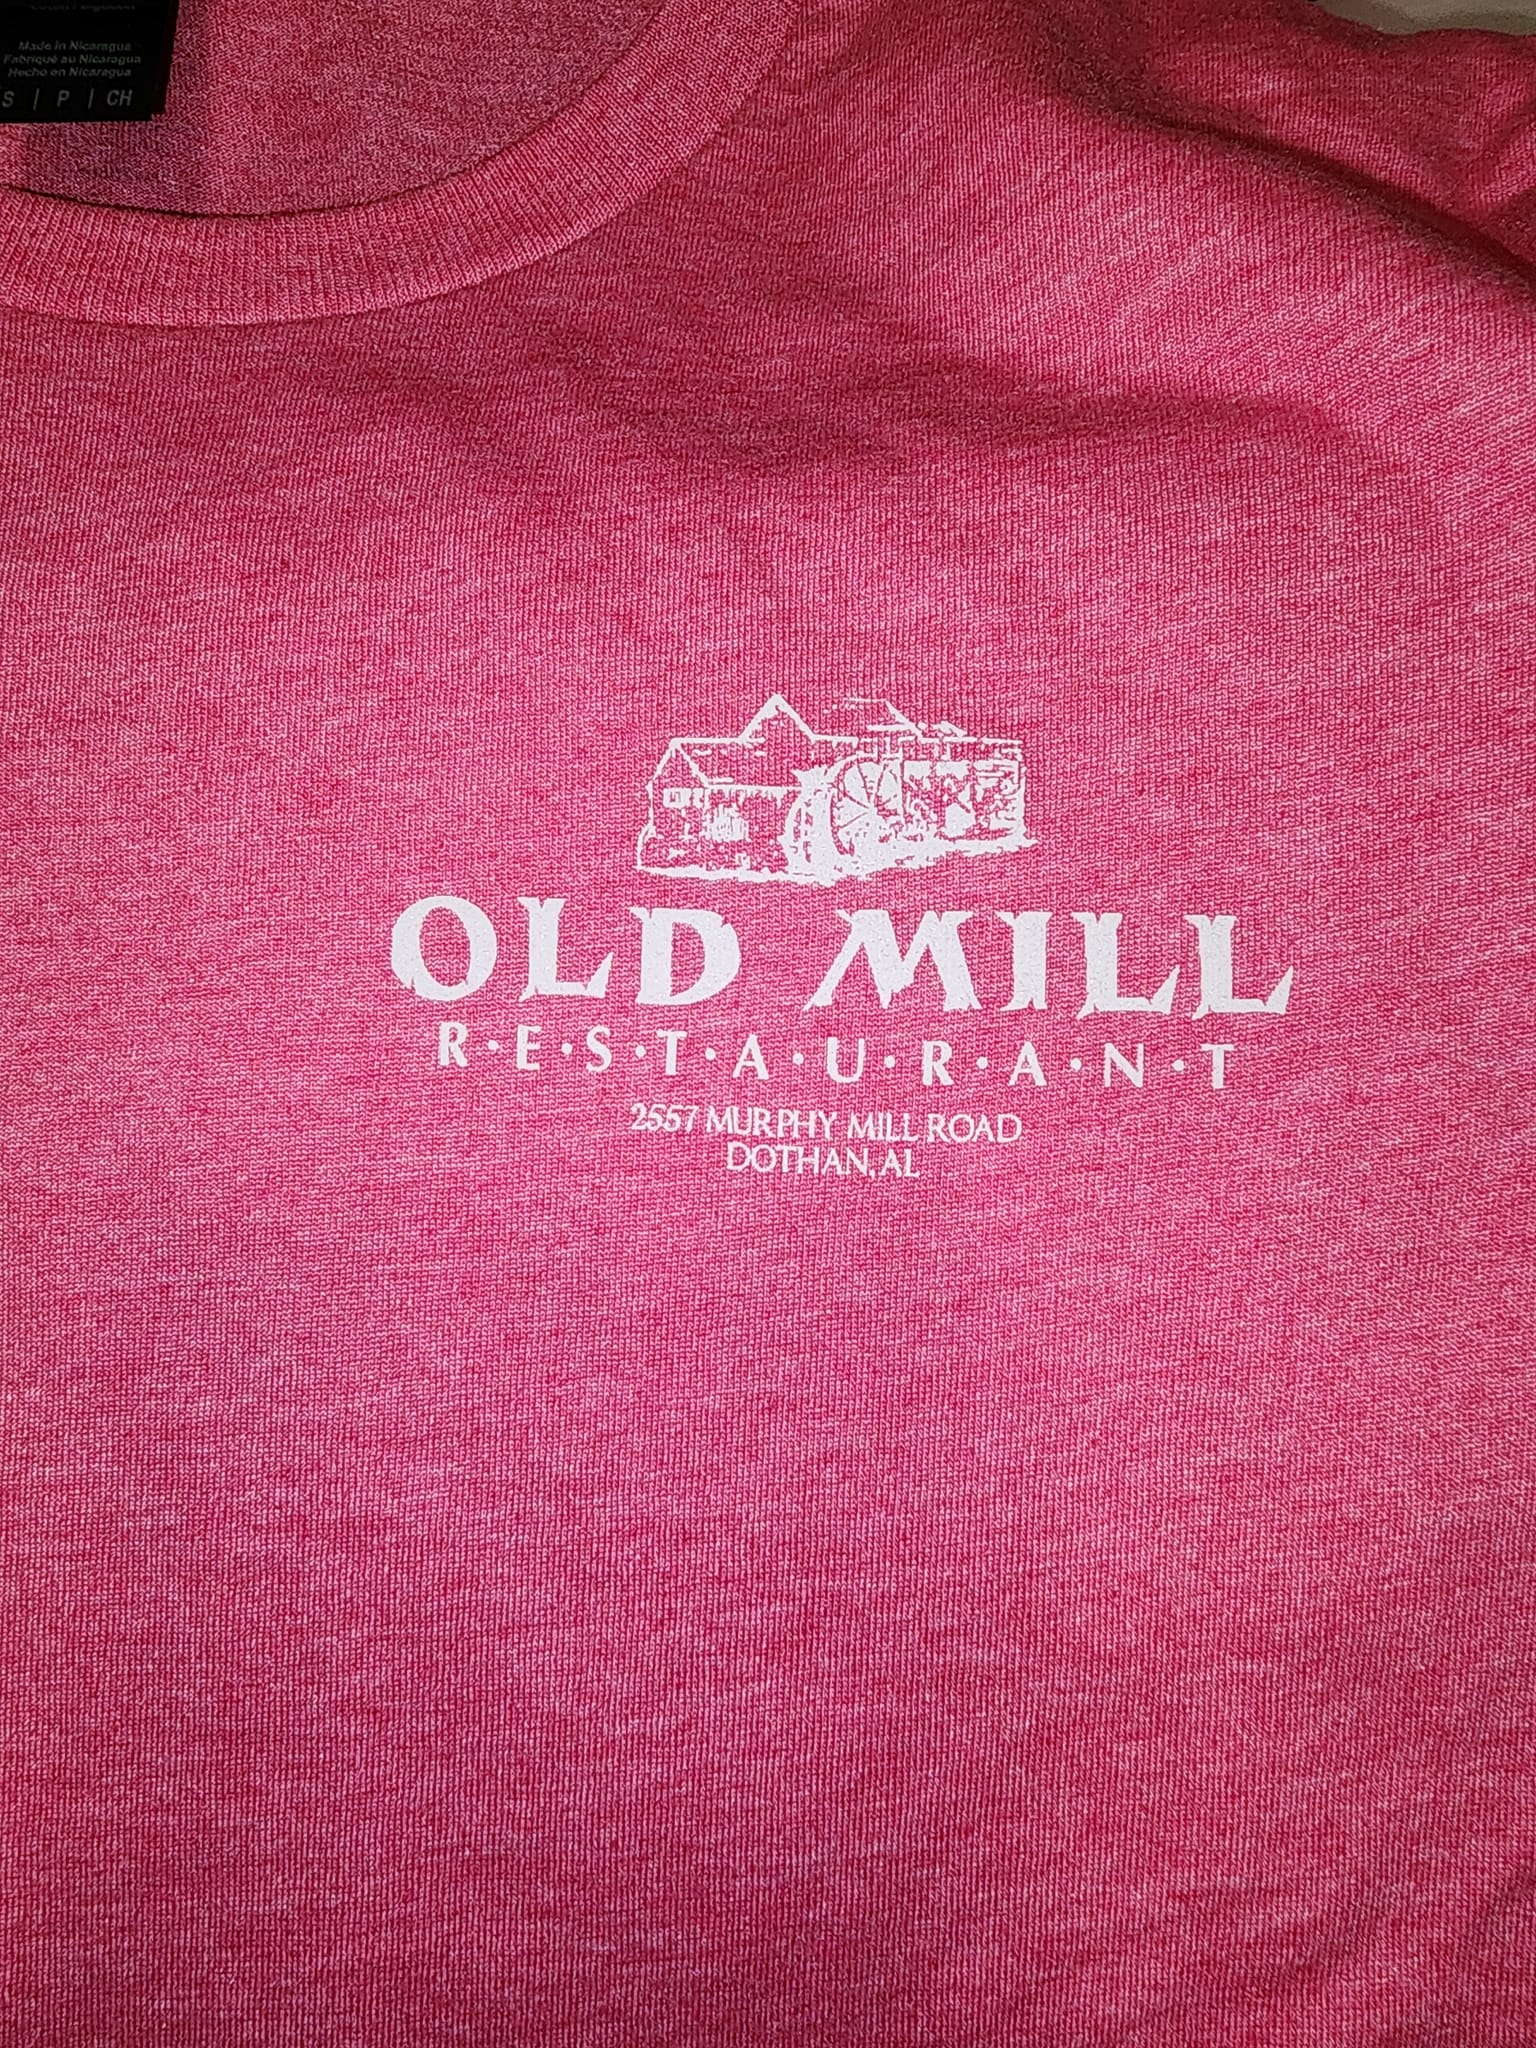 Made in Nicaragua
Fabriqué au Nicaragua
Hecho en Nicaragua
S | P | CH
OLD MILL
R·E·S·T·A·U·R·A·N·T
2557 MURPHY MILL ROAD
DOTHAN, AL